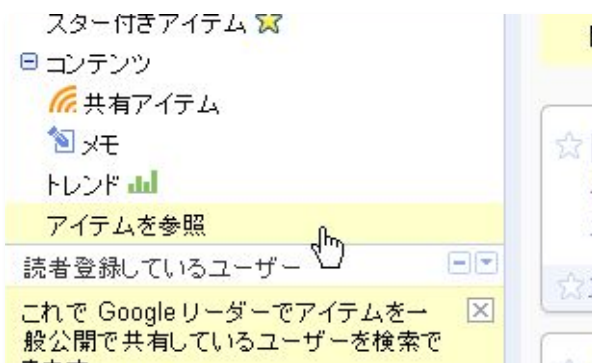 スター付きアイテム
コンテンツ
共有アイテム
メモ
トレンド
アイテムを参照
読者登録しているユーザー
これで Google リーダーでアイテムを一
般公開で共有しているユーザーを検索で